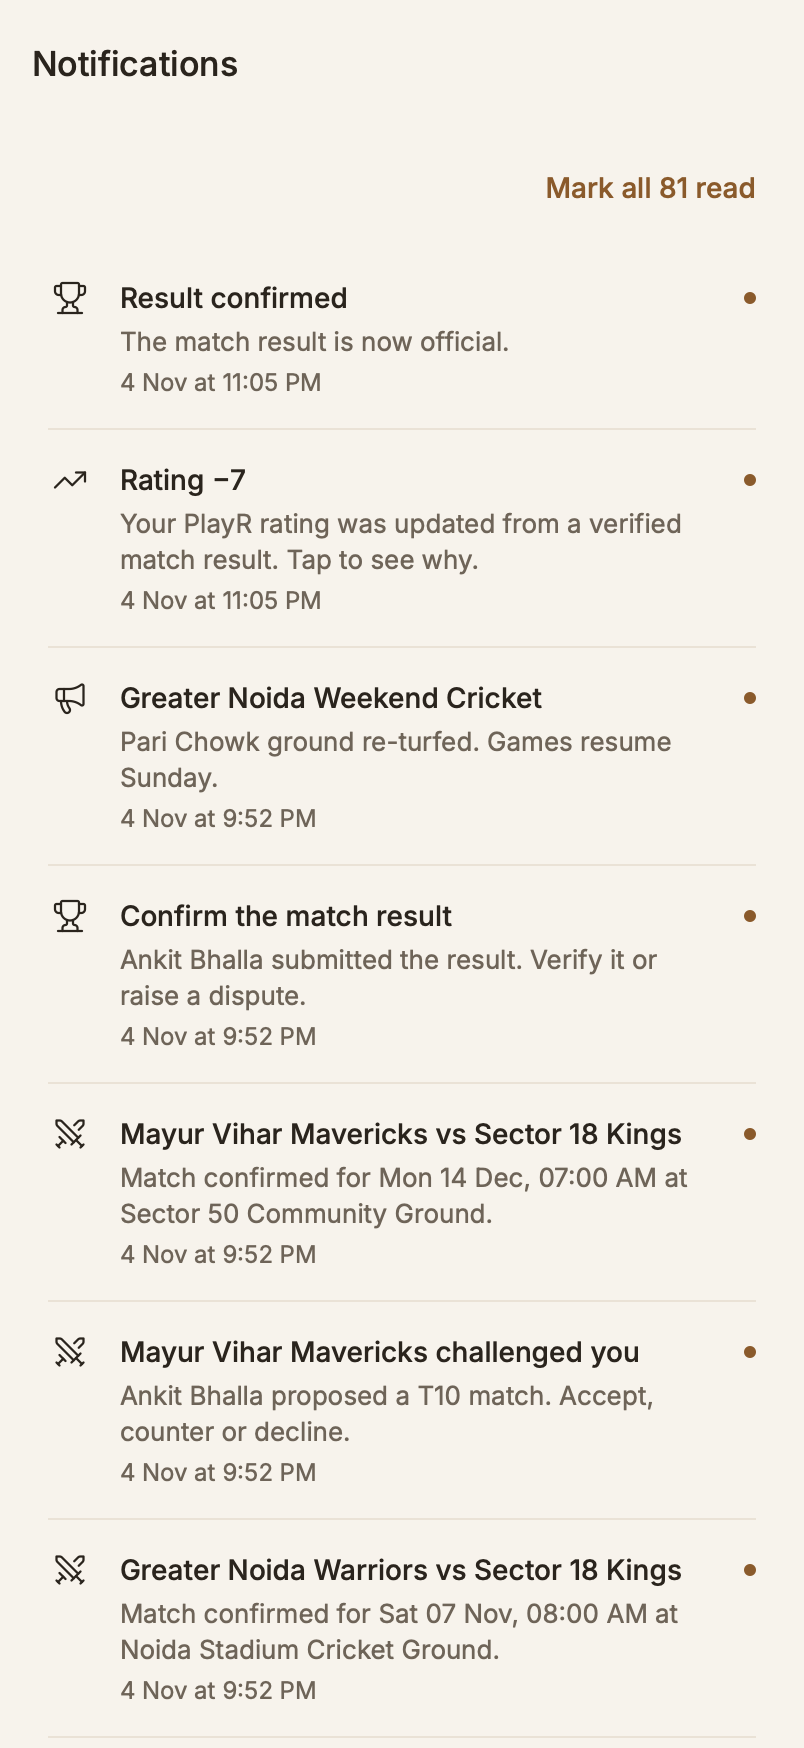 Notifications
Mark all 81 read
Result confirmed
The match result is now official.
4 Nov at 11:05 PM
Rating −7
Your PlayR rating was updated from a verified
match result. Tap to see why.
4 Nov at 11:05 PM
Greater Noida Weekend Cricket
Pari Chowk ground re-turfed. Games resume
Sunday.
4 Nov at 9:52 PM
Confirm the match result
Ankit Bhalla submitted the result. Verify it or
raise a dispute.
4 Nov at 9:52 PM
Mayur Vihar Mavericks vs Sector 18 Kings
Match confirmed for Mon 14 Dec, 07:00 AM at
Sector 50 Community Ground.
4 Nov at 9:52 PM
Mayur Vihar Mavericks challenged you
Ankit Bhalla proposed a T10 match. Accept,
counter or decline.
4 Nov at 9:52 PM
Greater Noida Warriors vs Sector 18 Kings
Match confirmed for Sat 07 Nov, 08:00 AM at
Noida Stadium Cricket Ground.
4 Nov at 9:52 PM